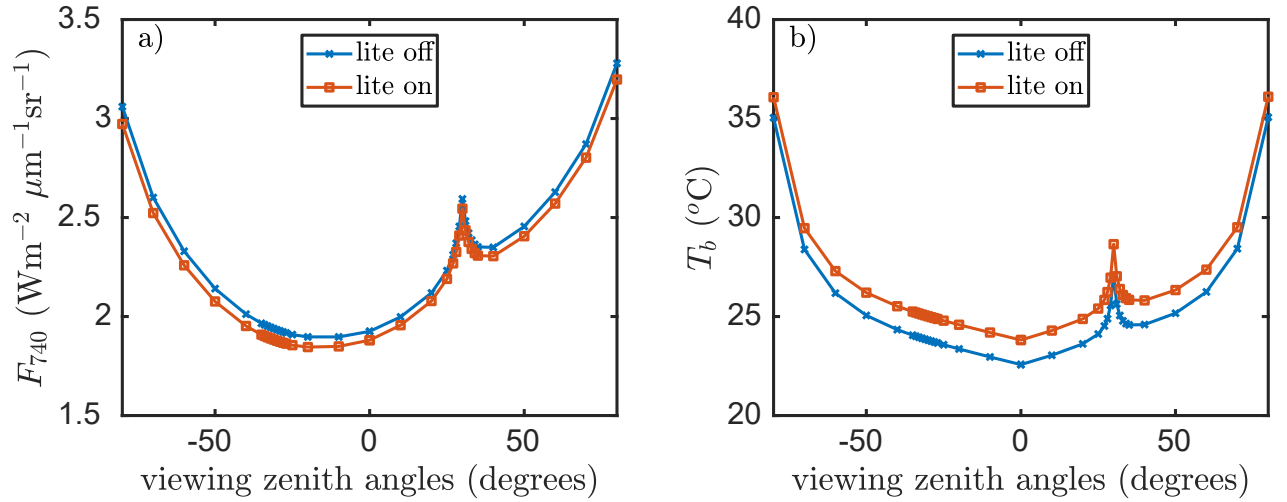 a)
lite off
lite on
3.5
3
2.5
2
1.5
-50 0 50
F₇₄₀ (Wm⁻² μm⁻¹sr⁻¹)
viewing zenith angles (degrees)
b)
lite off
lite on
40
35
30
25
20
-50 0 50
T_b (°C)
viewing zenith angles (degrees)